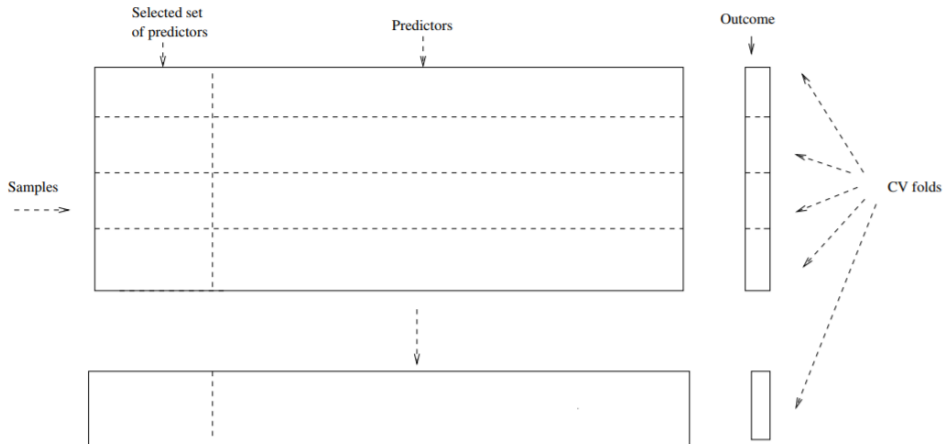 Selected set
of predictors
Predictors
Outcome
Samples
CV folds